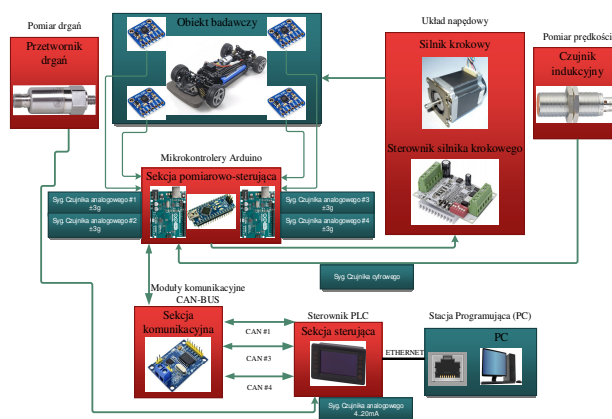 Pomiar drgań
Przetwornik
drgań
Obiekt badawczy
Układ napędowy
Silnik krokowy
Sterownik silnika krokowego
Pomiar prędkości
Czujnik
indukcyjny
Mikrokontrolery Arduino
Sekcja pomiarowo-sterująca
Syg. Czujnika analogowego #1
±3g
Syg. Czujnika analogowego #2
±3g
Syg. Czujnika analogowego #3
±3g
Syg. Czujnika analogowego #4
±3g
Syg. Czujnika cyfrowego
Moduły komunikacyjne
CAN-BUS
Sekcja
komunikacyjna
CAN #1
CAN #3
CAN #4
Sterownik PLC
Sekcja sterująca
ETHERNET
Stacja Programująca (PC)
PC
Syg. Czujnika analogowego
4..20mA